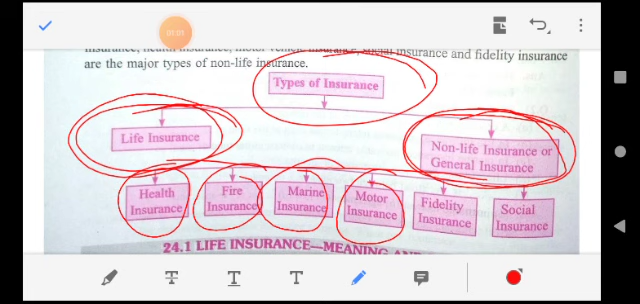 insurance, health insurance, motor vehicle insurance, social insurance and fidelity insurance
are the major types of non-life insurance.
Types of Insurance
Life Insurance
Non-life Insurance or
General Insurance
Health
Insurance
Fire
Insurance
Marine
Insurance
Motor
Insurance
Fidelity
Insurance
Social
Insurance
24.1 LIFE INSURANCE—MEANING AND